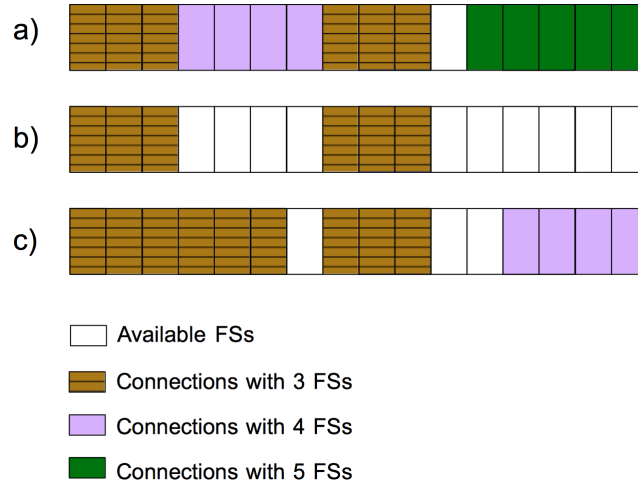 a)
b)
c)
Available FSs
Connections with 3 FSs
Connections with 4 FSs
Connections with 5 FSs